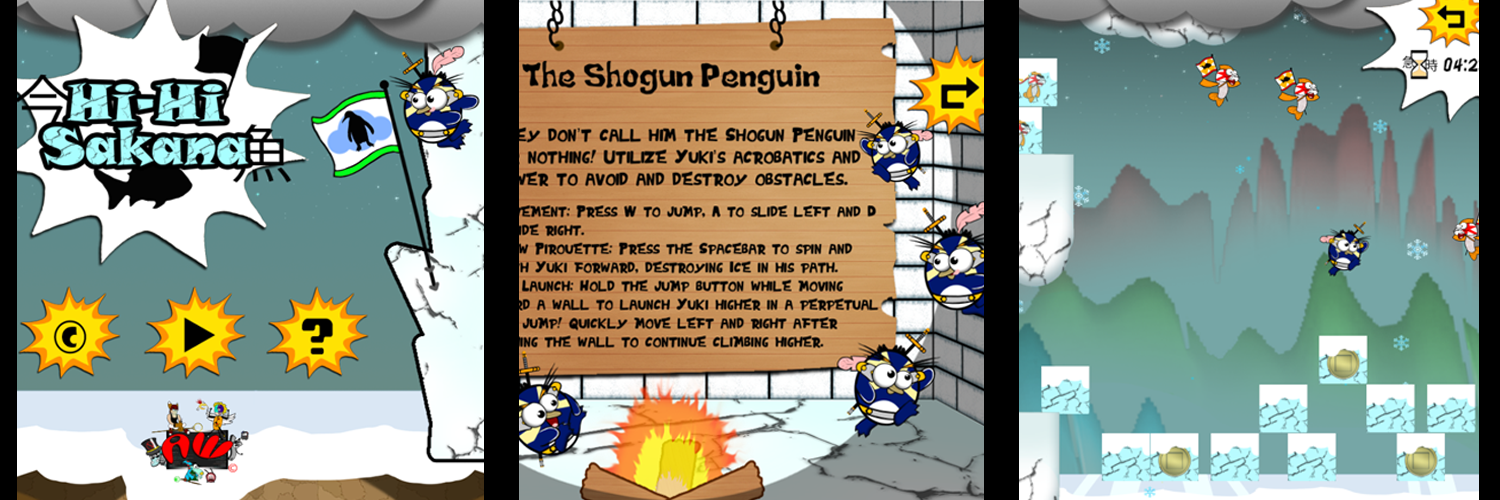 今
Hi-Hi
Sakana
魚
©
?
AW
The Shogun Penguin
EY DON'T CALL HIM THE SHOGUN PENGUIN
NOTHING! UTILIZE YUKI'S ACROBATICS AND
WER TO AVOID AND DESTROY OBSTACLES.
VEMENT: PRESS W TO JUMP, A TO SLIDE LEFT AND D
IDE RIGHT.
W PIROUETTE: PRESS THE SPACEBAR TO SPIN AND
H YUKI FORWARD, DESTROYING ICE IN HIS PATH.
LAUNCH: HOLD THE JUMP BUTTON WHILE MOVING
RD A WALL TO LAUNCH YUKI HIGHER IN A PERPETUAL
JUMP! QUICKLY MOVE LEFT AND RIGHT AFTER
ING THE WALL TO CONTINUE CLIMBING HIGHER.
時 04:2